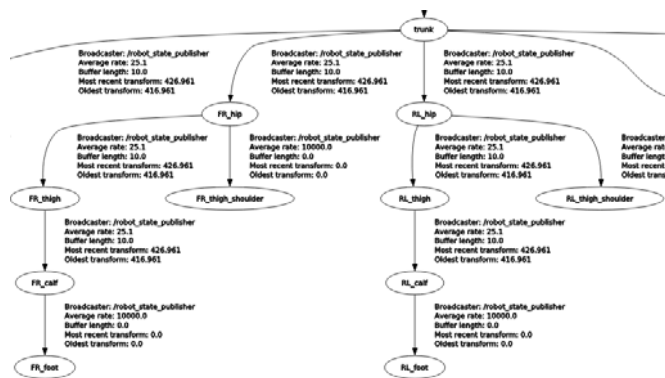 trunk
Broadcaster: /robot_state_publisher
Average rate: 25.1
Buffer length: 10.0
Most recent transform: 426.961
Oldest transform: 416.961
Broadcaster: /robot_state_publisher
Average rate: 25.1
Buffer length: 10.0
Most recent transform: 426.961
Oldest transform: 416.961
Broadcaster: /robot_state_publisher
Average rate: 25.1
Buffer length: 10.0
Most recent transform: 426.961
Oldest transform: 416.961
FR_hip
RL_hip
Broadcaster: /robot_state_publisher
Average rate: 25.1
Buffer length: 10.0
Most recent transform: 426.961
Oldest transform: 416.961
Broadcaster: /robot_state_publisher
Average rate: 10000.0
Buffer length: 0.0
Most recent transform: 0.0
Oldest transform: 0.0
Broadcaster: /robot_state_publisher
Average rate: 25.1
Buffer length: 10.0
Most recent transform: 426.961
Oldest transform: 416.961
Broadcaster:
Average rate:
Buffer length
Most recent
Oldest
FR_thigh
FR_thigh_shoulder
RL_thigh
RL_thigh_shoulder
Broadcaster: /robot_state_publisher
Average rate: 25.1
Buffer length: 10.0
Most recent transform: 426.961
Oldest transform: 416.961
Broadcaster: /robot_state_publisher
Average rate: 25.1
Buffer length: 10.0
Most recent transform: 426.961
Oldest transform: 416.961
FR_calf
RL_calf
Broadcaster: /robot_state_publisher
Average rate: 10000.0
Buffer length: 0.0
Most recent transform: 0.0
Oldest transform: 0.0
Broadcaster: /robot_state_publisher
Average rate: 10000.0
Buffer length: 0.0
Most recent transform: 0.0
Oldest transform: 0.0
FR_foot
RL_foot